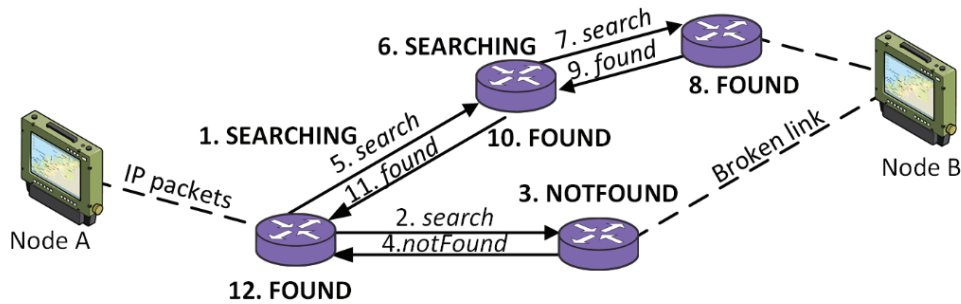 6. SEARCHING
7. search
9. found
8. FOUND
1. SEARCHING
5. search
11. found
10. FOUND
Broken link
Node B
IP packets
3. NOTFOUND
2. search
4.notFound
Node A
12. FOUND